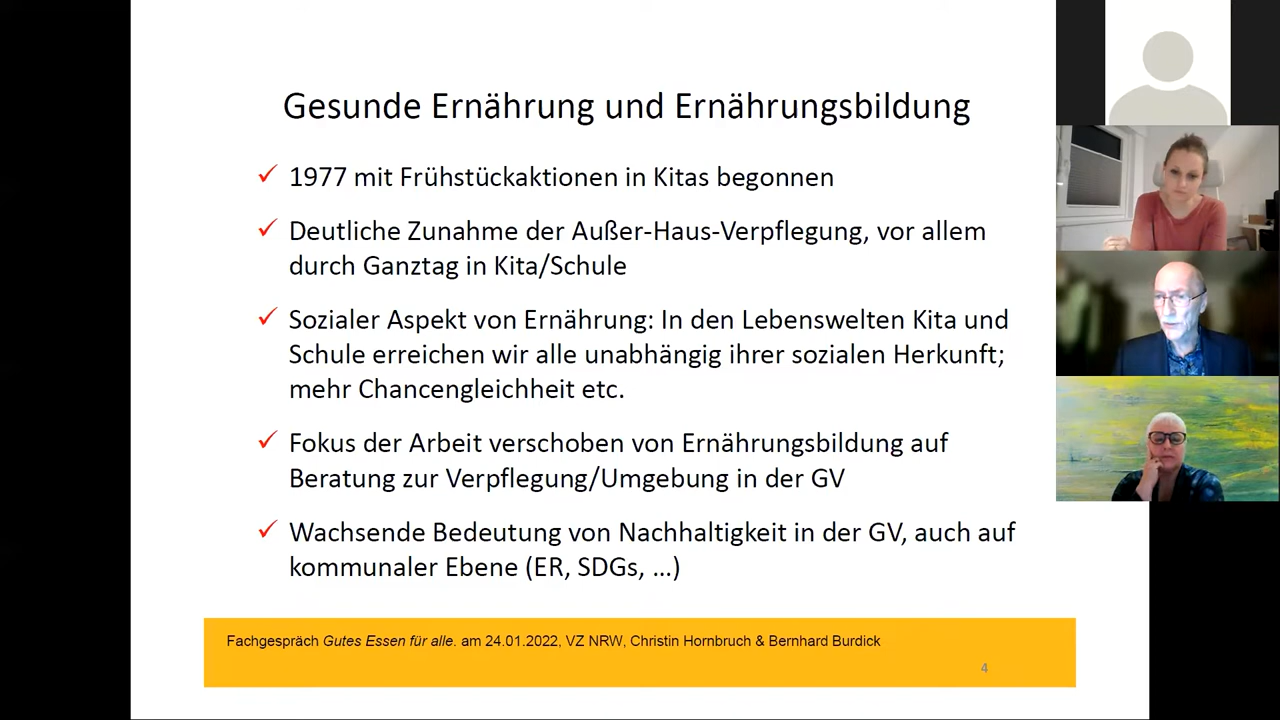 Gesunde Ernährung und Ernährungsbildung
✓ 1977 mit Frühstückaktionen in Kitas begonnen
✓ Deutliche Zunahme der Außer-Haus-Verpflegung, vor allem
durch Ganztag in Kita/Schule
✓ Sozialer Aspekt von Ernährung: In den Lebenswelten Kita und
Schule erreichen wir alle unabhängig ihrer sozialen Herkunft;
mehr Chancengleichheit etc.
✓ Fokus der Arbeit verschoben von Ernährungsbildung auf
Beratung zur Verpflegung/Umgebung in der GV
✓ Wachsende Bedeutung von Nachhaltigkeit in der GV, auch auf
kommunaler Ebene (ER, SDGs, …)
Fachgespräch Gutes Essen für alle. am 24.01.2022, VZ NRW, Christin Hornbruch & Bernhard Burdick
4